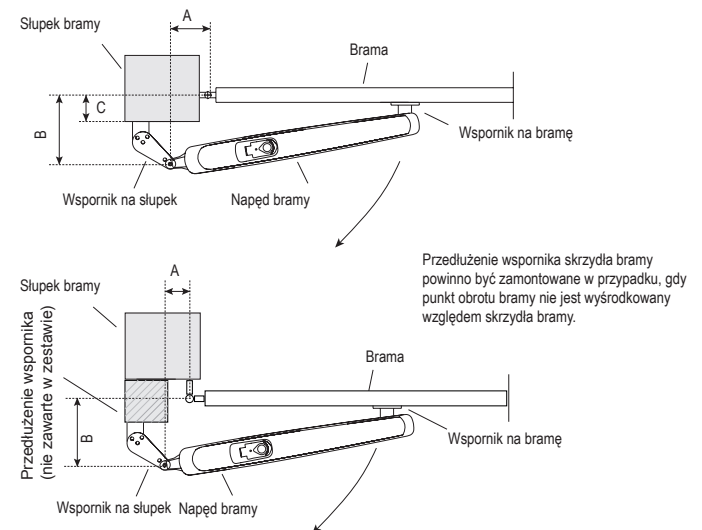 Słupek bramy
A
Brama
C
B
Wspornik na bramę
Wspornik na słupek
Napęd bramy
Przedłużenie wspornika skrzydła bramy
powinno być zamontowane w przypadku, gdy
punkt obrotu bramy nie jest wyśrodkowany
względem skrzydła bramy.
A
Słupek bramy
Przedłużenie wspornika
(nie zawarte w zestawie)
Brama
B
Wspornik na bramę
Wspornik na słupek
Napęd bramy